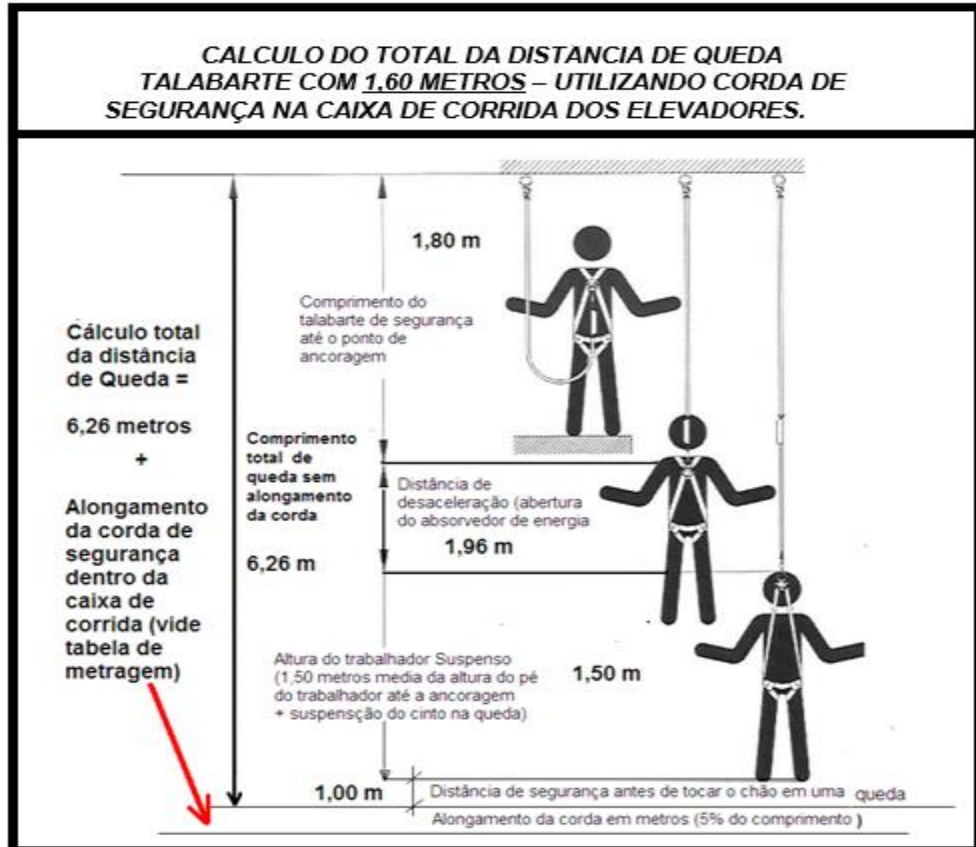 CALCULO DO TOTAL DA DISTÂNCIA DE QUEDA
TALABARTE COM 1,60 METROS – UTILIZANDO CORDA DE
SEGURANÇA NA CAIXA DE CORRIDA DOS ELEVADORES.
1,80 m
Comprimento do
talabarte de segurança
até o ponto de
ancoragem
Cálculo total
da distância
de Queda =
6,26 metros
+
Alongamento
da corda de
segurança
dentro da
caixa de
corrida (vide
tabela de
metragem)
Comprimento
total de
queda sem
alongamento
da corda
6,26 m
Distância de
desaceleração (abertura
do absorvedor de energia
1,96 m
Altura do trabalhador Suspenso
(1,50 metros media da altura do pé
do trabalhador até a ancoragem
+ suspensção do cinto na queda)
1,50 m
1,00 m
Distância de segurança antes de tocar o chão em uma queda
Alongamento da corda em metros (5% do comprimento )